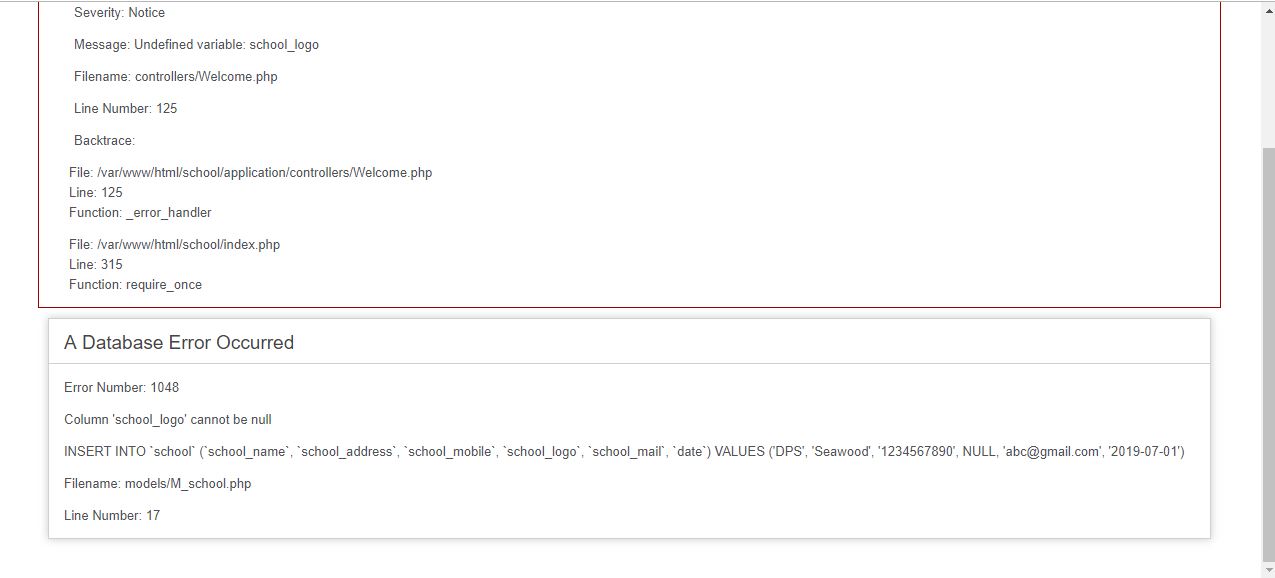 Severity: Notice
Message: Undefined variable: school_logo
Filename: controllers/Welcome.php
Line Number: 125
Backtrace:
File: /var/www/html/school/application/controllers/Welcome.php
Line: 125
Function: _error_handler
File: /var/www/html/school/index.php
Line: 315
Function: require_once
A Database Error Occurred
Error Number: 1048
Column 'school_logo' cannot be null
INSERT INTO `school` (`school_name`, `school_address`, `school_mobile`, `school_logo`, `school_mail`, `date`) VALUES ('DPS', 'Seawood', '1234567890', NULL, 'abc@gmail.com', '2019-07-01')
Filename: models/M_school.php
Line Number: 17